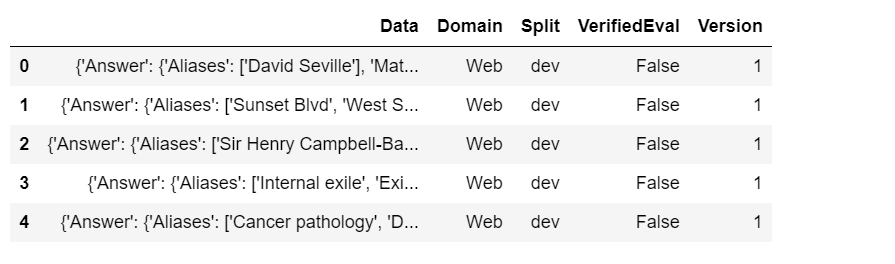 Data Domain Split VerifiedEval Version
0 {'Answer': {'Aliases': ['David Seville'], 'Mat... Web dev False 1
1 {'Answer': {'Aliases': ['Sunset Blvd', 'West S... Web dev False 1
2 {'Answer': {'Aliases': ['Sir Henry Campbell-Ba... Web dev False 1
3 {'Answer': {'Aliases': ['Internal exile', 'Exi... Web dev False 1
4 {'Answer': {'Aliases': ['Cancer pathology', 'D... Web dev False 1